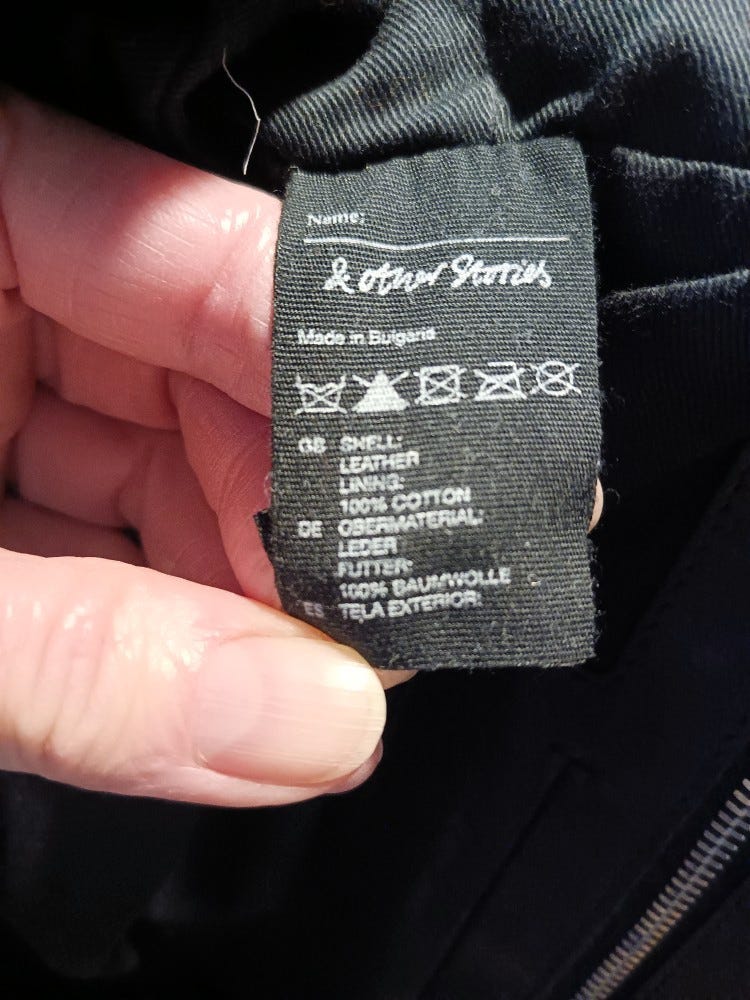 Name:
& Other Stories
Made in Bulgaria
GB SHELL:
LEATHER
LINING:
100% COTTON
DE OBERMATERIAL:
LEDER
FUTTER:
100% BAUMWOLLE
ES TELA EXTERIOR: